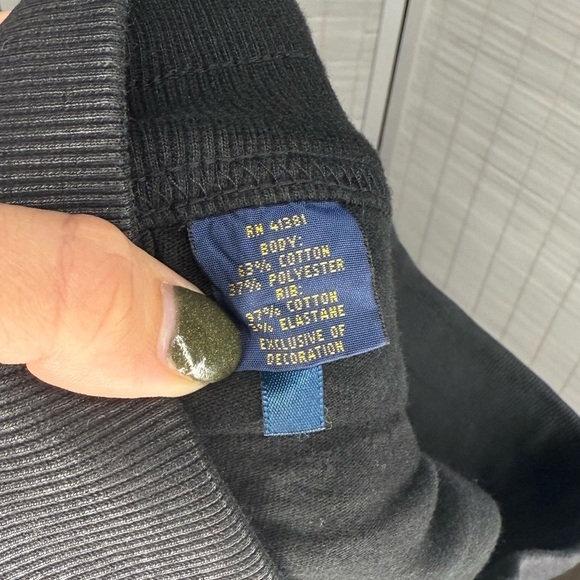 RN 41381
BODY:
63% COTTON
37% POLYESTER
RIB:
97% COTTON
3% ELASTANE
EXCLUSIVE OF
DECORATION